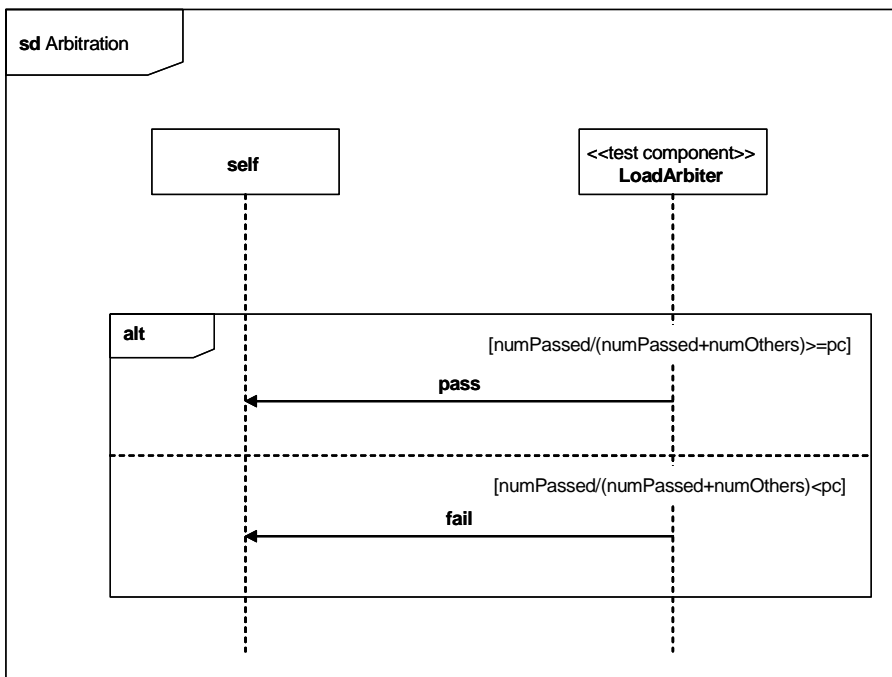 sd Arbitration
self
<<test component>>
LoadArbiter
alt
[numPassed/(numPassed+numOthers)>=pc]
pass
[numPassed/(numPassed+numOthers)<pc]
fail